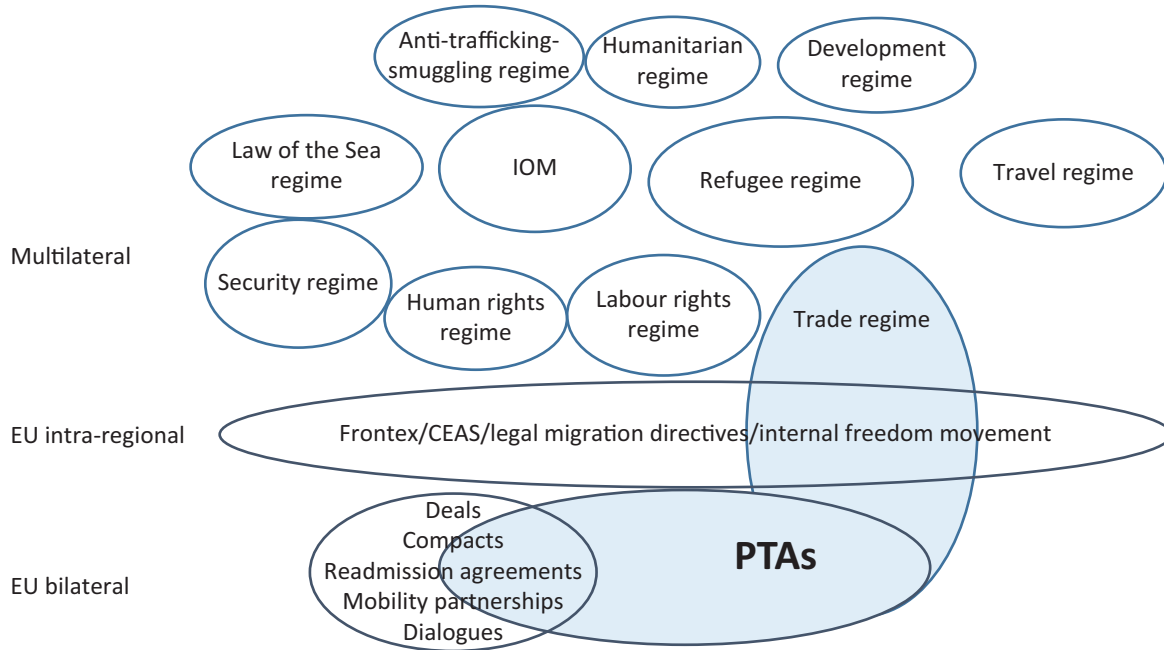 Anti-trafficking-
smuggling regime
Humanitarian
regime
Development
regime
Law of the Sea
regime
IOM
Refugee regime
Travel regime
Multilateral
Security regime
Human rights
regime
Labour rights
regime
Trade regime
EU intra-regional
Frontex/CEAS/legal migration directives/internal freedom movement
Deals
Compacts
Readmission agreements
Mobility partnerships
Dialogues
PTAs
EU bilateral